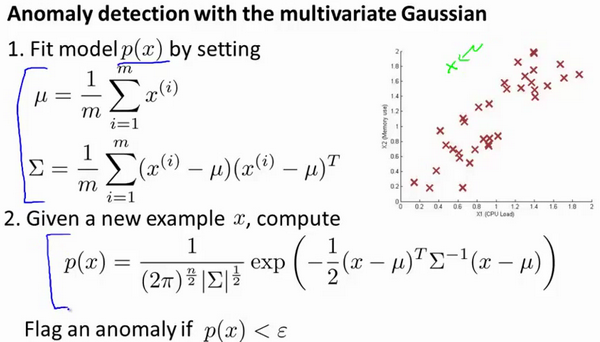 Anomaly detection with the multivariate Gaussian
1. Fit model p(x) by setting
μ = 1/m ∑_{i=1}^{m} x^{(i)}
Σ = 1/m ∑_{i=1}^{m} (x^{(i)} − μ)(x^{(i)} − μ)^T
2. Given a new example x, compute
p(x) = 1/((2π)^{n/2} |Σ|^{1/2}) exp(−1/2 (x − μ)^T Σ^{−1} (x − μ))
Flag an anomaly if p(x) < ε
X2 (Memory use)
2
1.8
1.6
1.4
1.2
1
0.8
0.6
0.4
0.2
0
0 0.2 0.4 0.6 0.8 1 1.2 1.4 1.6 1.8 2
X1 (CPU Load)